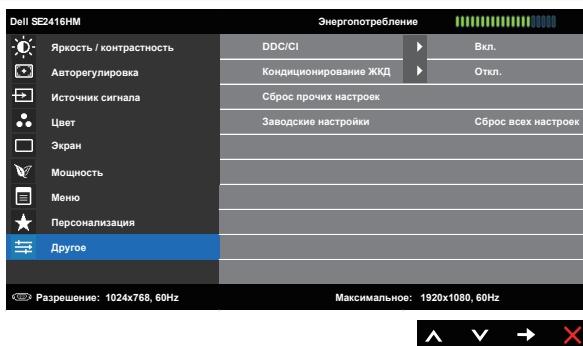 Dell SE2416HM Энергопотребление
Яркость / контрастность DDC/CI Вкл.
Авторегулировка Кондиционирование ЖКД Откл.
Источник сигнала Сброс прочих настроек
Цвет Заводские настройки Сброс всех настроек
Экран
Мощность
Меню
Персонализация
Другое
Разрешение: 1024x768, 60Hz Максимальное: 1920x1080, 60Hz